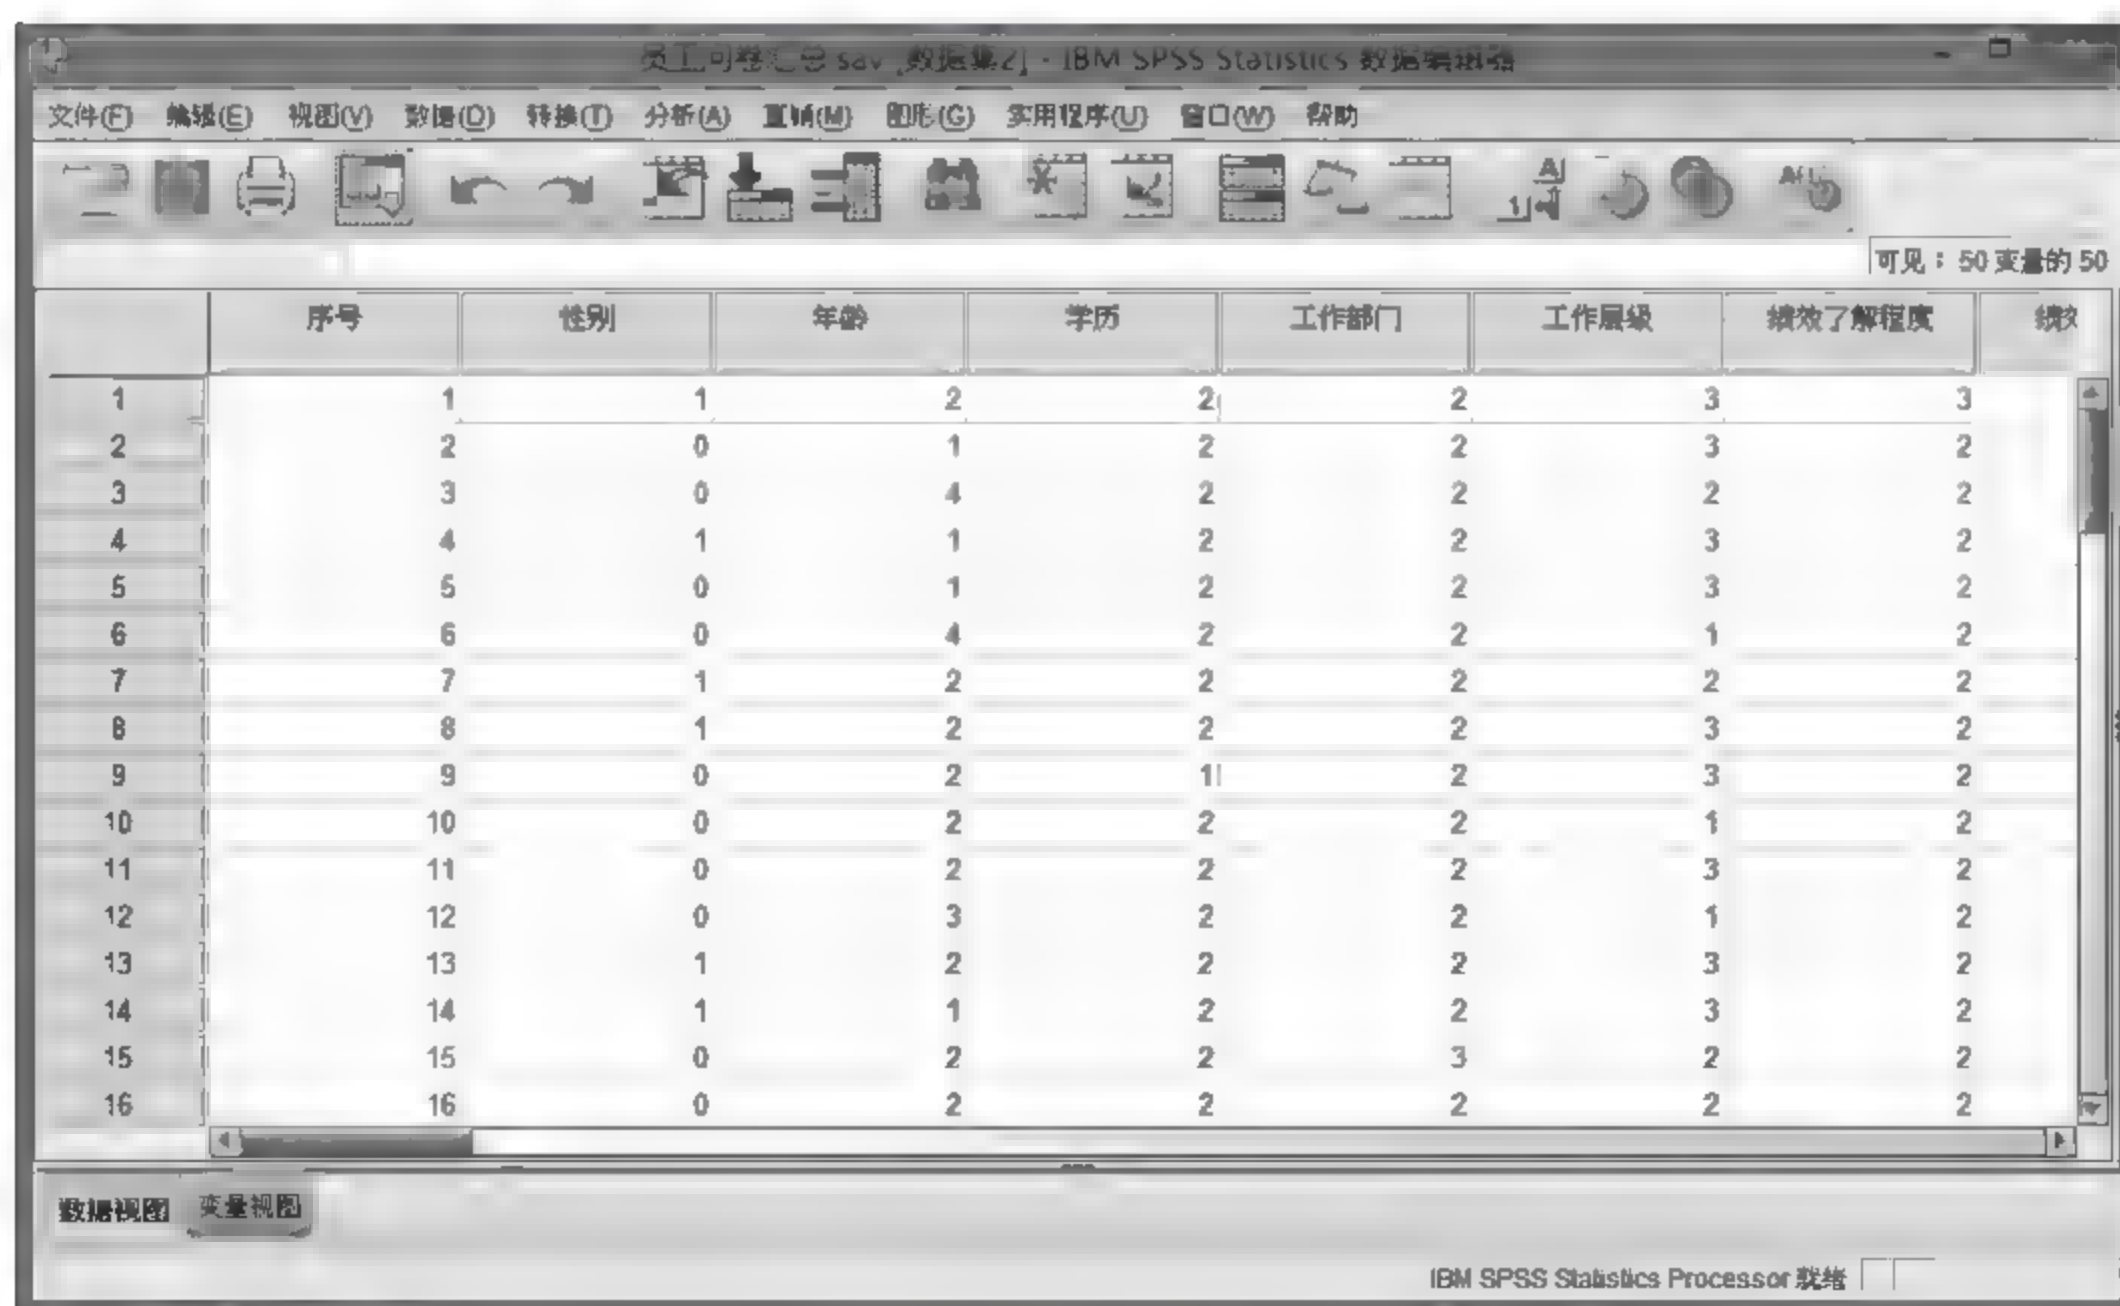 员工问卷汇总.sav [数据集2] - IBM SPSS Statistics 数据编辑器
文件(F) 编辑(E) 视图(V) 数据(D) 转换(T) 分析(A) 直销(M) 图形(G) 实用程序(U) 窗口(W) 帮助
可见：50 变量的 50
序号 性别 年龄 学历 工作部门 工作层级 绩效了解程度 绩效
1 1 1 2 2 2 3 3
2 2 0 1 2 2 3 2
3 3 0 4 2 2 2 2
4 4 1 1 2 2 3 2
5 5 0 1 2 2 3 2
6 6 0 4 2 2 1 2
7 7 1 2 2 2 2 2
8 8 1 2 2 2 3 2
9 9 0 2 1 2 3 2
10 10 0 2 2 2 1 2
11 11 0 2 2 2 3 2
12 12 0 3 2 2 1 2
13 13 1 2 2 2 3 2
14 14 1 1 2 2 3 2
15 15 0 2 2 3 2 2
16 16 0 2 2 2 2 2
数据视图 变量视图
IBM SPSS Statistics Processor 就绪